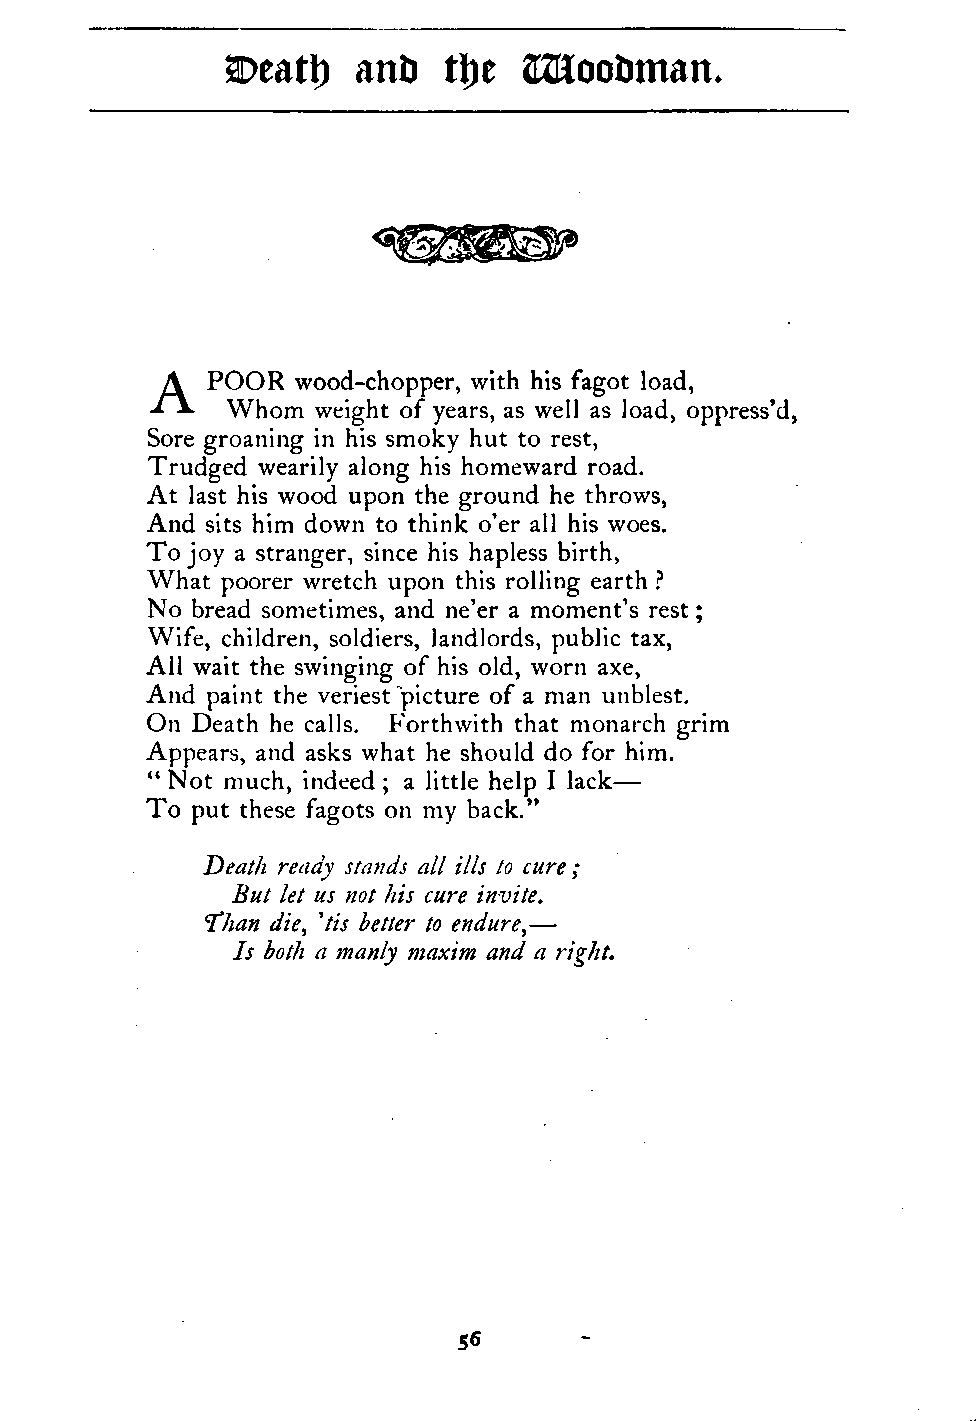 Death and the Woodman.
A POOR wood-chopper, with his fagot load,
Whom weight of years, as well as load, oppress'd,
Sore groaning in his smoky hut to rest,
Trudged wearily along his homeward road.
At last his wood upon the ground he throws,
And sits him down to think o'er all his woes.
To joy a stranger, since his hapless birth,
What poorer wretch upon this rolling earth ?
No bread sometimes, and ne'er a moment's rest ;
Wife, children, soldiers, landlords, public tax,
All wait the swinging of his old, worn axe,
And paint the veriest picture of a man unblest.
On Death he calls. Forthwith that monarch grim
Appears, and asks what he should do for him.
“ Not much, indeed ; a little help I lack—
To put these fagots on my back.”
Death ready stands all ills to cure ;
But let us not his cure invite.
Than die, 'tis better to endure,—
Is both a manly maxim and a right.
56